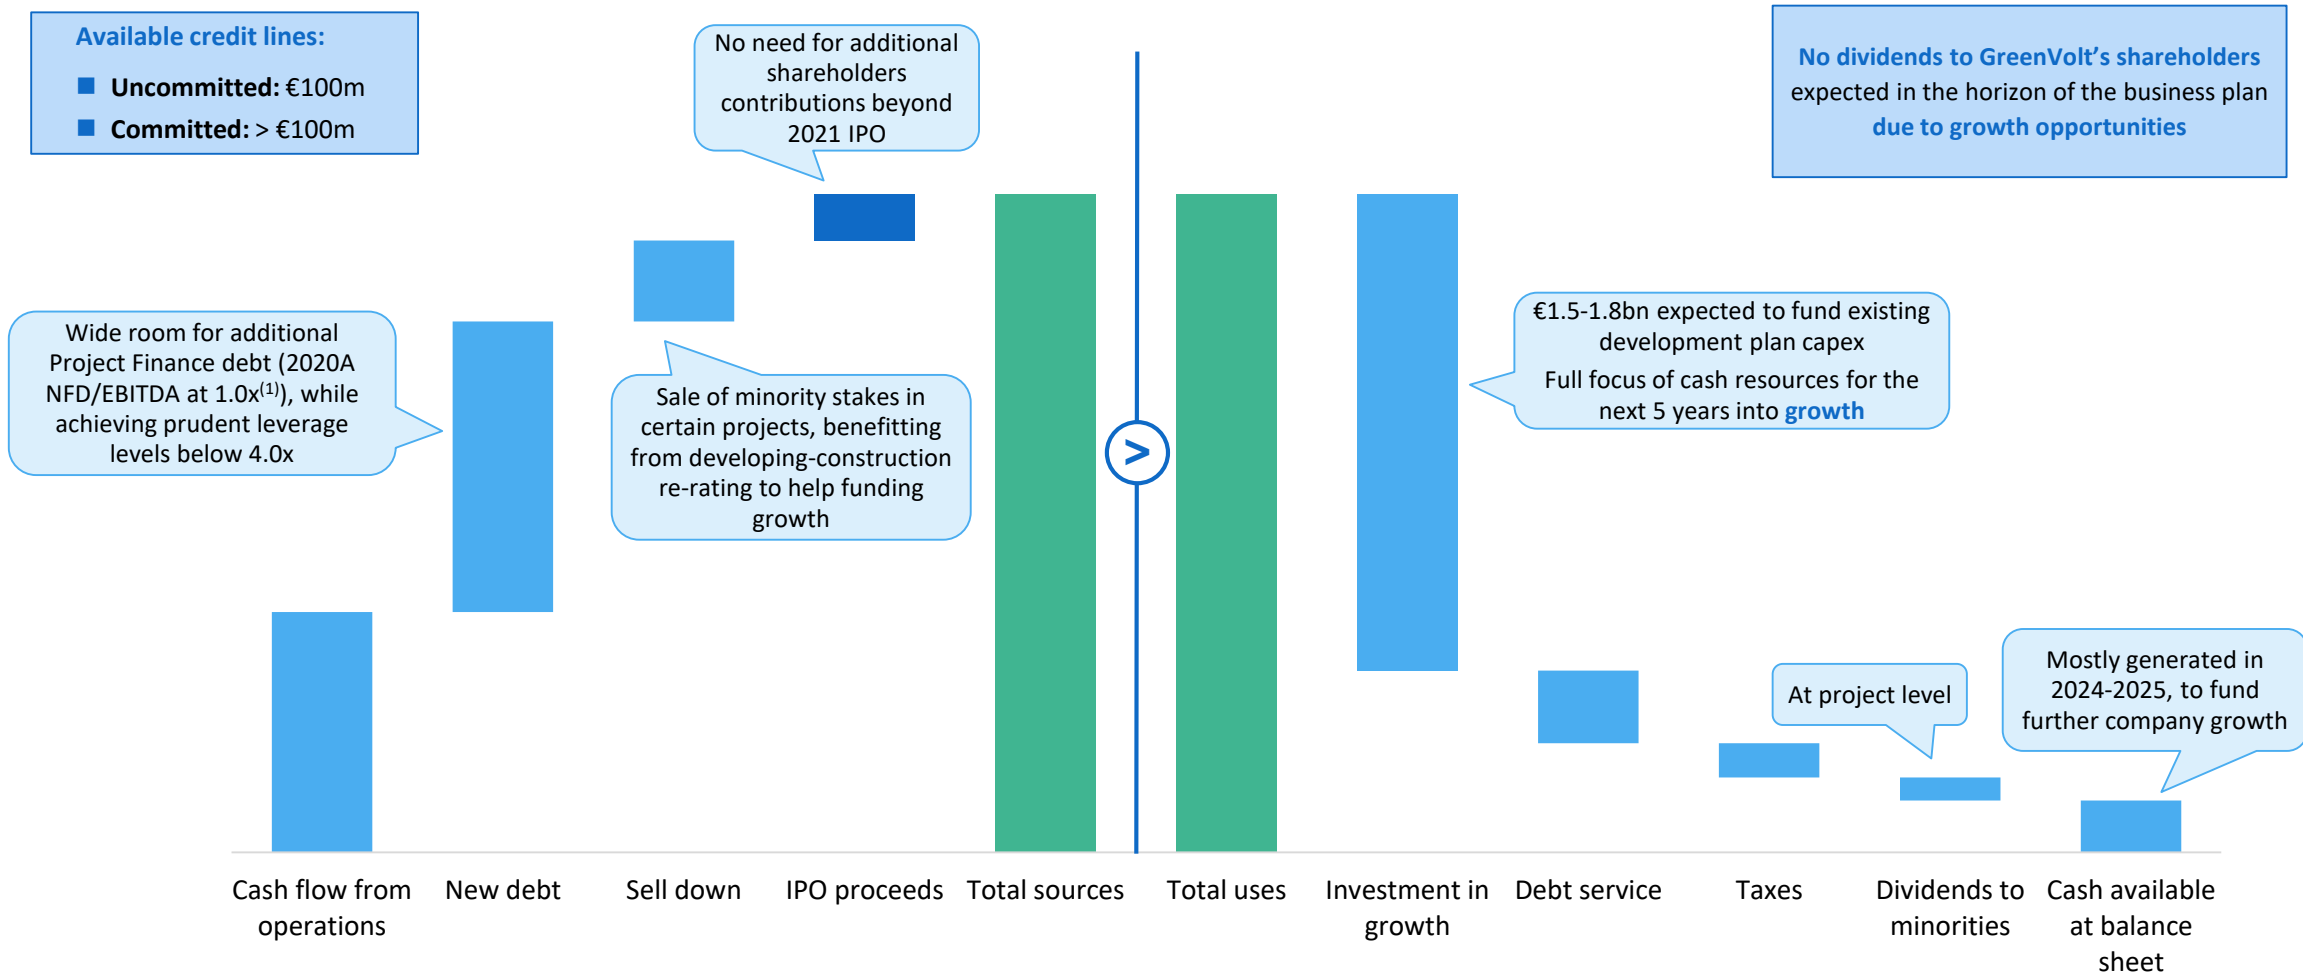 Available credit lines:
■ Uncommitted: €100m
■ Committed: > €100m
No need for additional
shareholders
contributions beyond
2021 IPO
No dividends to GreenVolt’s shareholders
expected in the horizon of the business plan
due to growth opportunities
Wide room for additional
Project Finance debt (2020A
NFD/EBITDA at 1.0x(1)), while
achieving prudent leverage
levels below 4.0x
Sale of minority stakes in
certain projects, benefitting
from developing-construction
re-rating to help funding
growth
>
€1.5-1.8bn expected to fund existing
development plan capex
Full focus of cash resources for the
next 5 years into growth
At project level
Mostly generated in
2024-2025, to fund
further company growth
Cash flow from
operations
New debt
Sell down
IPO proceeds
Total sources
Total uses
Investment in
growth
Debt service
Taxes
Dividends to
minorities
Cash available
at balance
sheet